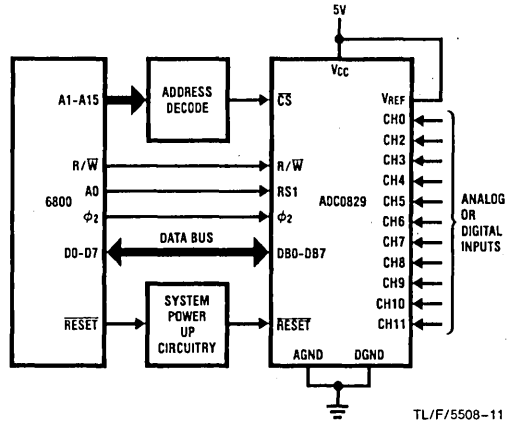 5V
VCC
A1-A15
ADDRESS
DECODE
CS
VREF
CH0
CH2
CH3
CH4
CH5
CH6
CH7
CH8
CH9
CH10
CH11
R/W
R/W
6800
A0
RS1
ADC0829
ϕ2
ϕ2
ANALOG
OR
DIGITAL
INPUTS
DATA BUS
D0-D7
DB0-DB7
SYSTEM
POWER
UP
CIRCUITRY
RESET
RESET
AGND
DGND
TL/F/5508-11